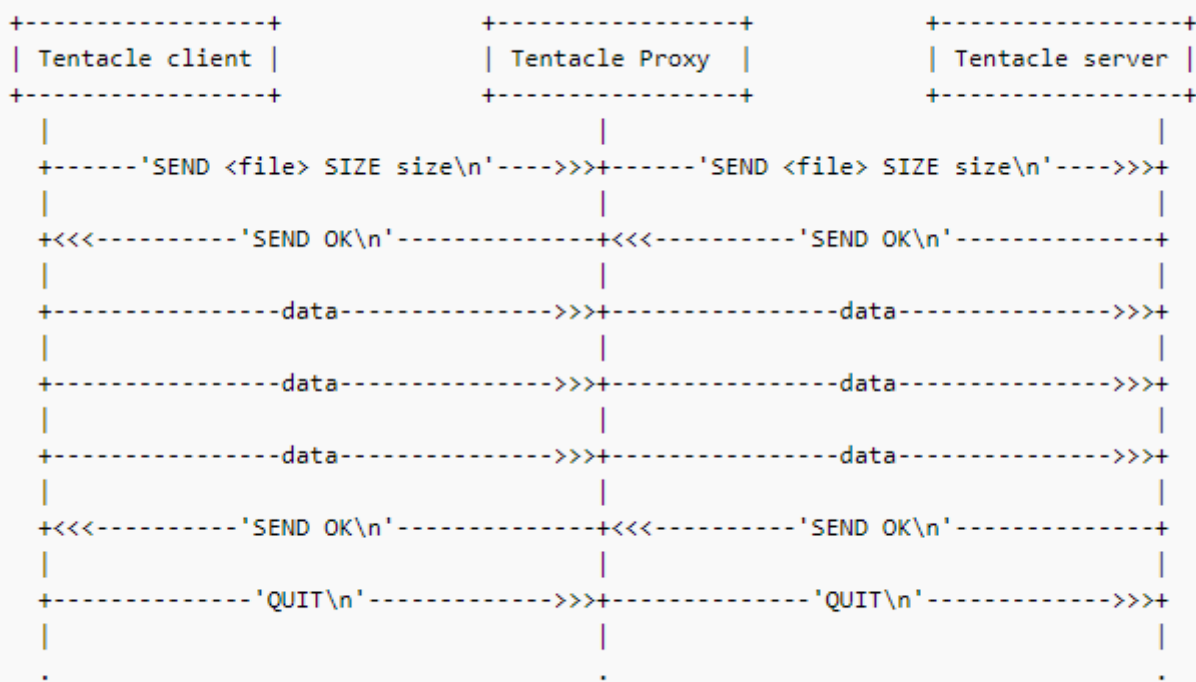 +-----------------+ +-----------------+ +-----------------+
| Tentacle client | | Tentacle Proxy | | Tentacle server |
+-----------------+ +-----------------+ +-----------------+
| | |
+------'SEND <file> SIZE size\n'---->>>+------'SEND <file> SIZE size\n'---->>>+
| | |
+<<<----------'SEND OK\n'--------------+<<<----------'SEND OK\n'--------------+
| | |
+----------------data--------------->>>+----------------data--------------->>>+
| | |
+----------------data--------------->>>+----------------data--------------->>>+
| | |
+----------------data--------------->>>+----------------data--------------->>>+
| | |
+<<<----------'SEND OK\n'--------------+<<<----------'SEND OK\n'--------------+
| | |
+--------------'QUIT\n'------------->>>+--------------'QUIT\n'------------->>>+
| | |
. . .